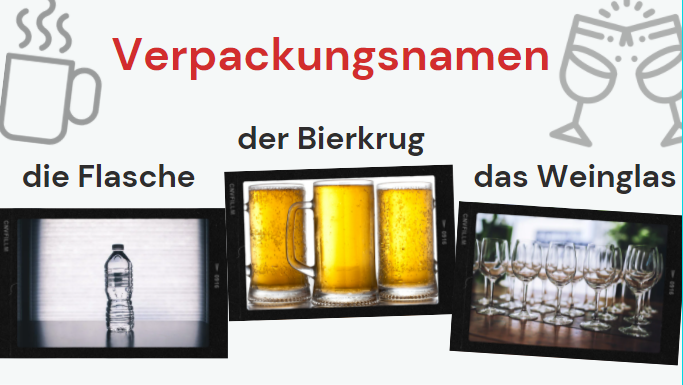 Verpackungsnamen
der Bierkrug
die Flasche
das Weinglas